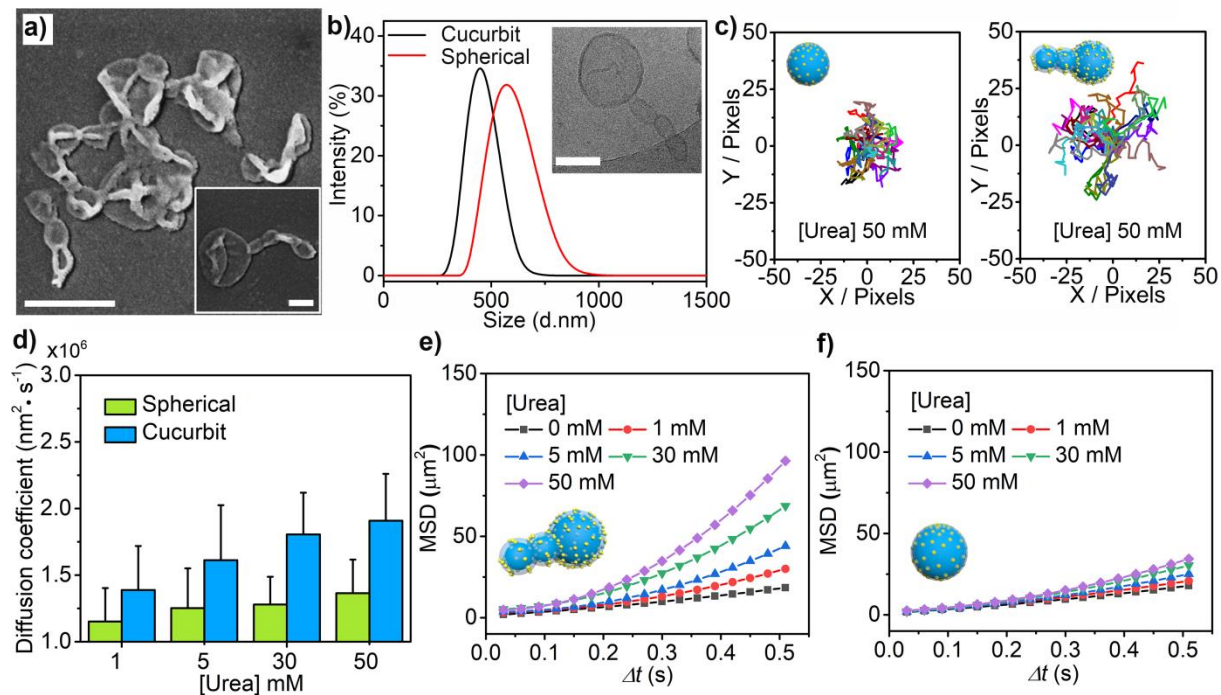 a)
b)
40
30
20
10
0
Intensity (%)
Cucurbit
Spherical
0 500 1000 1500
Size (d.nm)
c)
50
25
0
-25
-50
Y / Pixels
[Urea] 50 mM
-50 -25 0 25 50
X / Pixels
50
25
0
-25
-50
Y / Pixels
[Urea] 50 mM
-50 -25 0 25 50
X / Pixels
d)
×10⁶
3.0
2.5
2.0
1.5
1.0
Diffusion coefficient (nm²• s⁻¹)
Spherical
Cucurbit
1 5 30 50
[Urea] mM
e)
150
100
50
0
MSD (μm²)
[Urea]
0 mM 1 mM
5 mM 30 mM
50 mM
0.0 0.1 0.2 0.3 0.4 0.5
Δt (s)
f)
150
100
50
0
MSD (μm²)
[Urea]
0 mM 1 mM
5 mM 30 mM
50 mM
0.0 0.1 0.2 0.3 0.4 0.5
Δt (s)